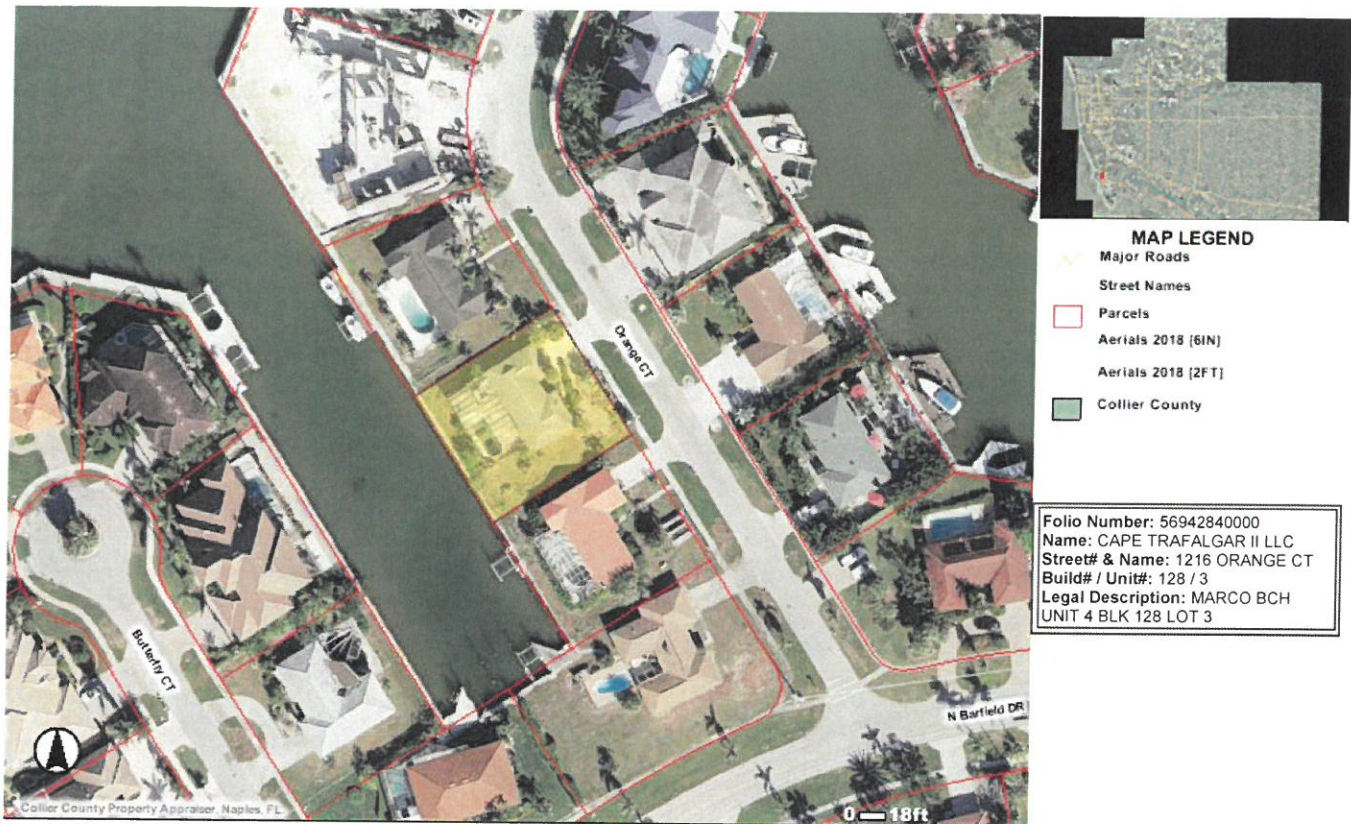 Orange CT
Butterfly CT
N Barfield DR
Collier County Property Appraiser, Naples, FL
0 18ft
MAP LEGEND
Major Roads
Street Names
Parcels
Aerials 2018 [6IN]
Aerials 2018 [2FT]
Collier County
Folio Number: 56942840000
Name: CAPE TRAFALGAR II LLC
Street# & Name: 1216 ORANGE CT
Build# / Unit#: 128 / 3
Legal Description: MARCO BCH
UNIT 4 BLK 128 LOT 3